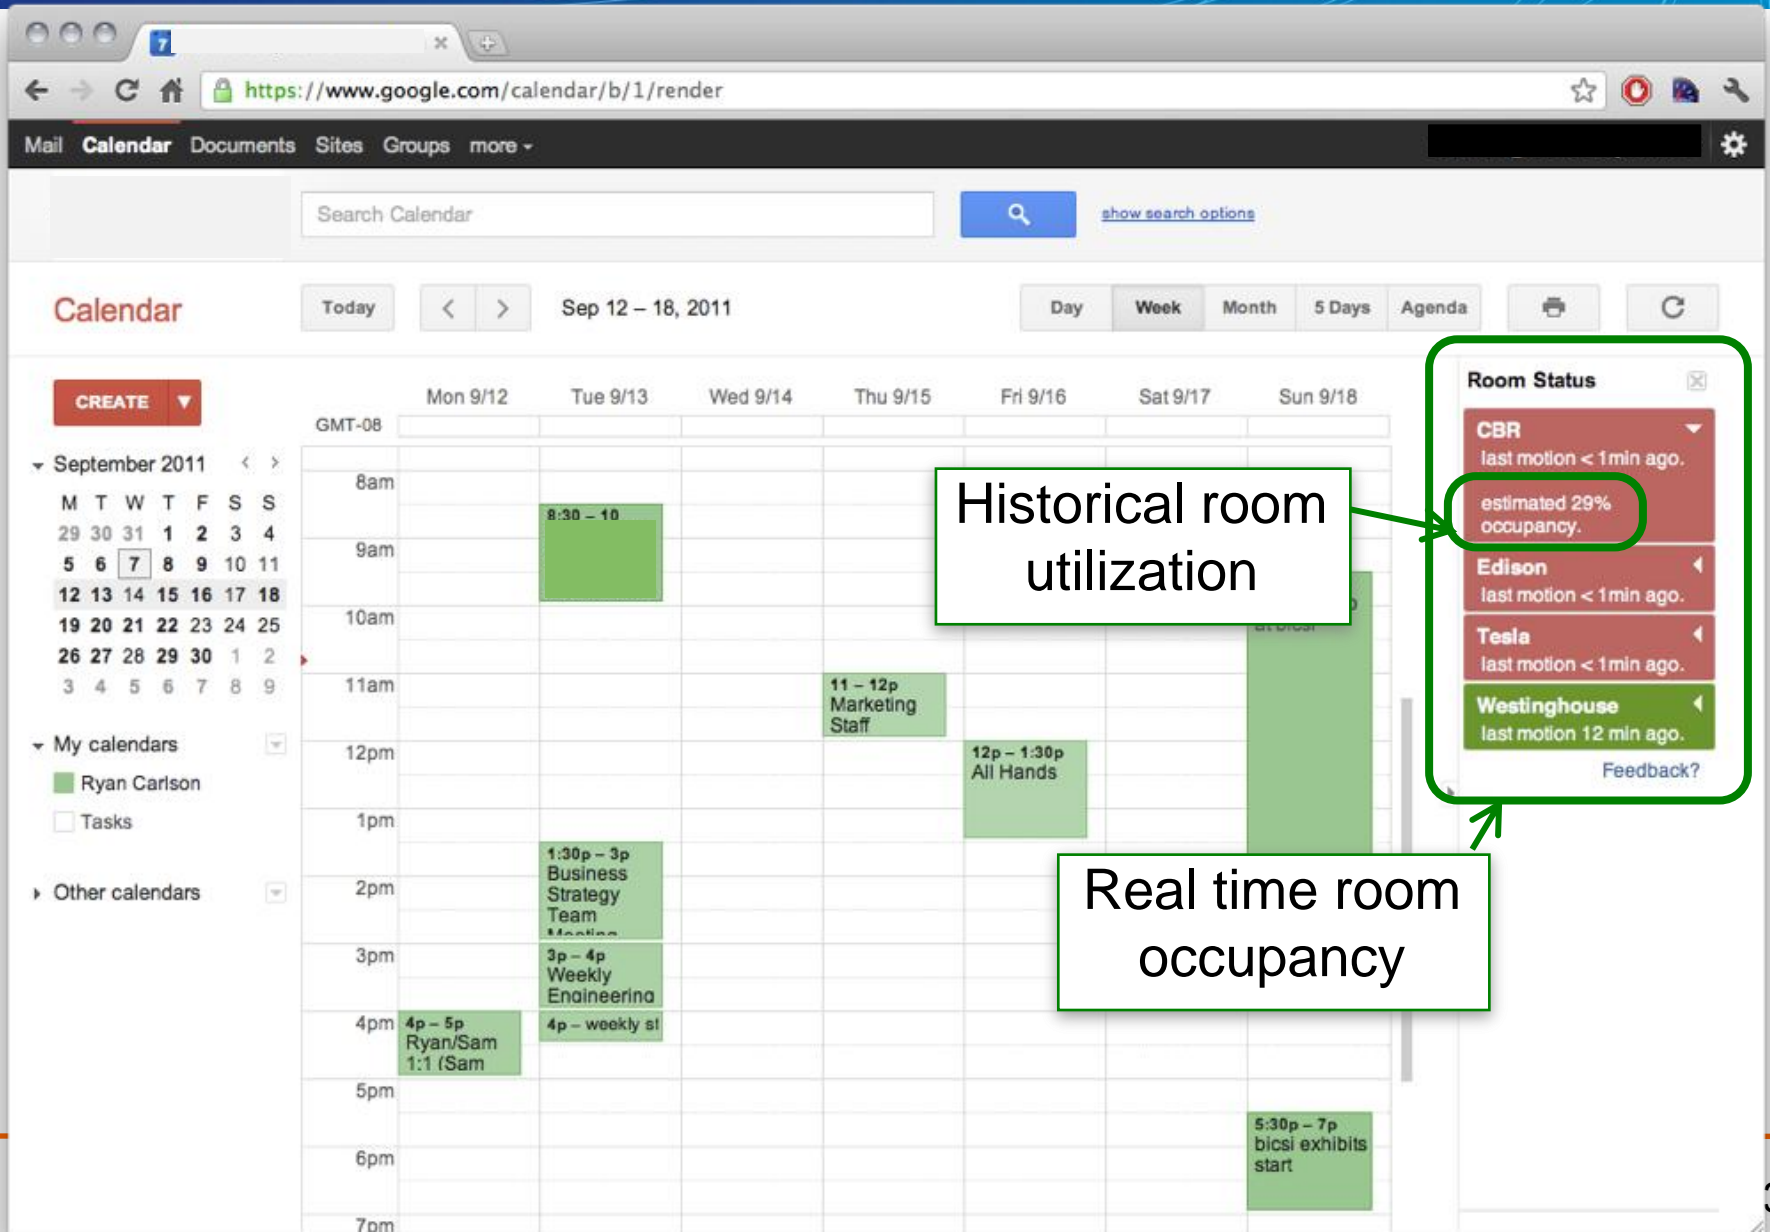 7
https://www.google.com/calendar/b/1/render
Mail Calendar Documents Sites Groups more
Search Calendar
show search options
Calendar
Today
< >
Sep 12 – 18, 2011
Day Week Month 5 Days Agenda
CREATE
September 2011 < >
M T W T F S S
29 30 31 1 2 3 4
5 6 7 8 9 10 11
12 13 14 15 16 17 18
19 20 21 22 23 24 25
26 27 28 29 30 1 2
3 4 5 6 7 8 9
My calendars
Ryan Carlson
Tasks
Other calendars
Mon 9/12 Tue 9/13 Wed 9/14 Thu 9/15 Fri 9/16 Sat 9/17 Sun 9/18
GMT-08
8am
9am
10am
11am
12pm
1pm
2pm
3pm
4pm
5pm
6pm
7pm
4p – 5p
Ryan/Sam
1:1 (Sam
8:30 – 10
1:30p – 3p
Business
Strategy
Team
Meeting
3p – 4p
Weekly
Engineering
4p – weekly st
11 – 12p
Marketing
Staff
12p – 1:30p
All Hands
at bicsi
5:30p – 7p
bicsi exhibits
start
Historical room
utilization
Real time room
occupancy
Room Status
CBR
last motion < 1min ago.
estimated 29%
occupancy.
Edison
last motion < 1min ago.
Tesla
last motion < 1min ago.
Westinghouse
last motion 12 min ago.
Feedback?